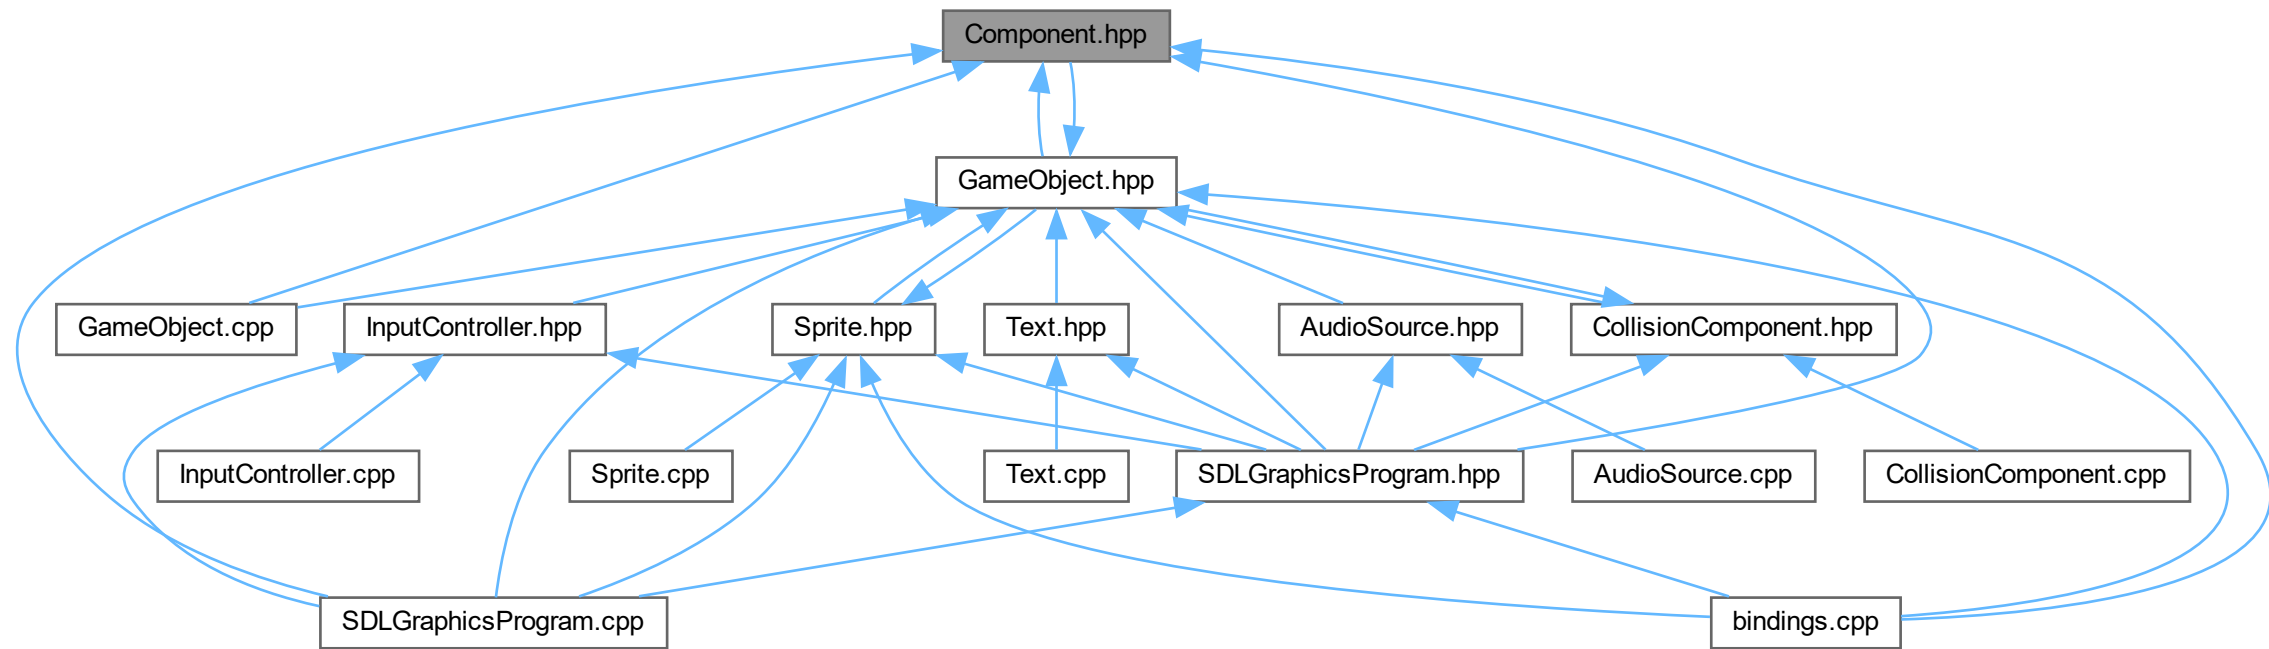 Component.hpp
GameObject.hpp
GameObject.cpp
InputController.hpp
Sprite.hpp
Text.hpp
AudioSource.hpp
CollisionComponent.hpp
InputController.cpp
Sprite.cpp
Text.cpp
SDLGraphicsProgram.hpp
AudioSource.cpp
CollisionComponent.cpp
SDLGraphicsProgram.cpp
bindings.cpp